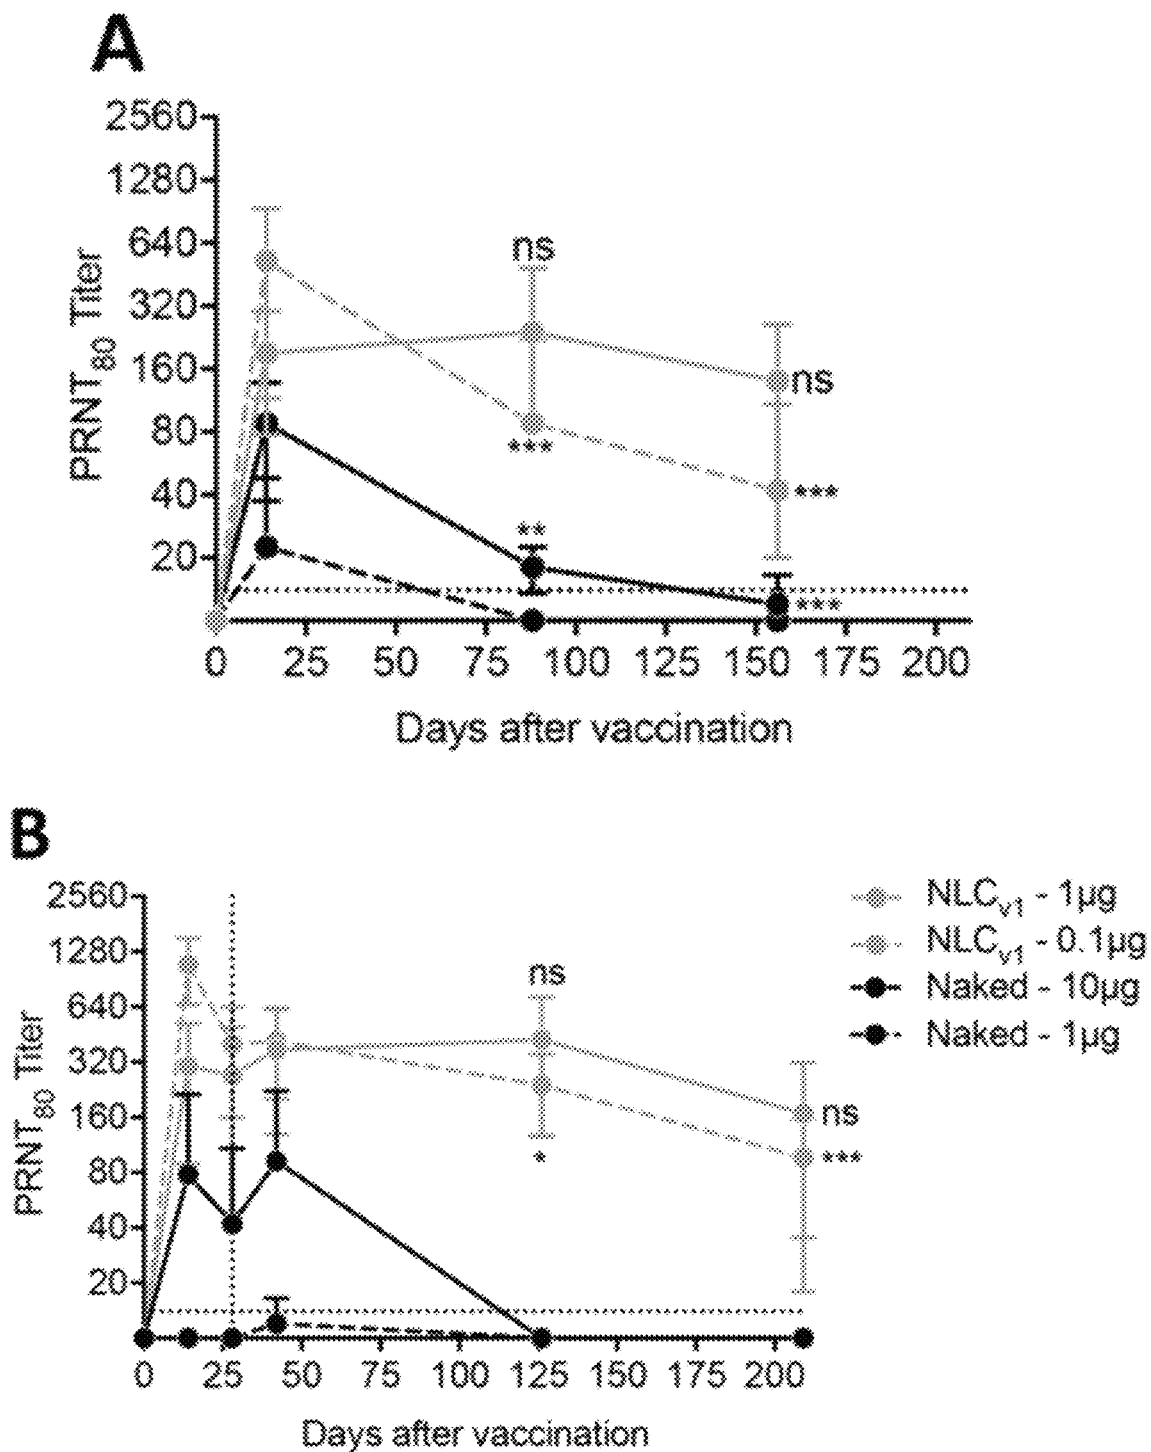 A
2560
1280
640
320
160
80
40
20
PRNT80 Titer
ns
***
**
ns
***
***
0 25 50 75 100 125 150 175 200
Days after vaccination
B
2560
1280
640
320
160
80
40
20
PRNT80 Titer
ns
*
ns
***
0 25 50 75 100 125 150 175 200
Days after vaccination
NLCv1 - 1µg
NLCv1 - 0.1µg
Naked - 10µg
Naked - 1µg